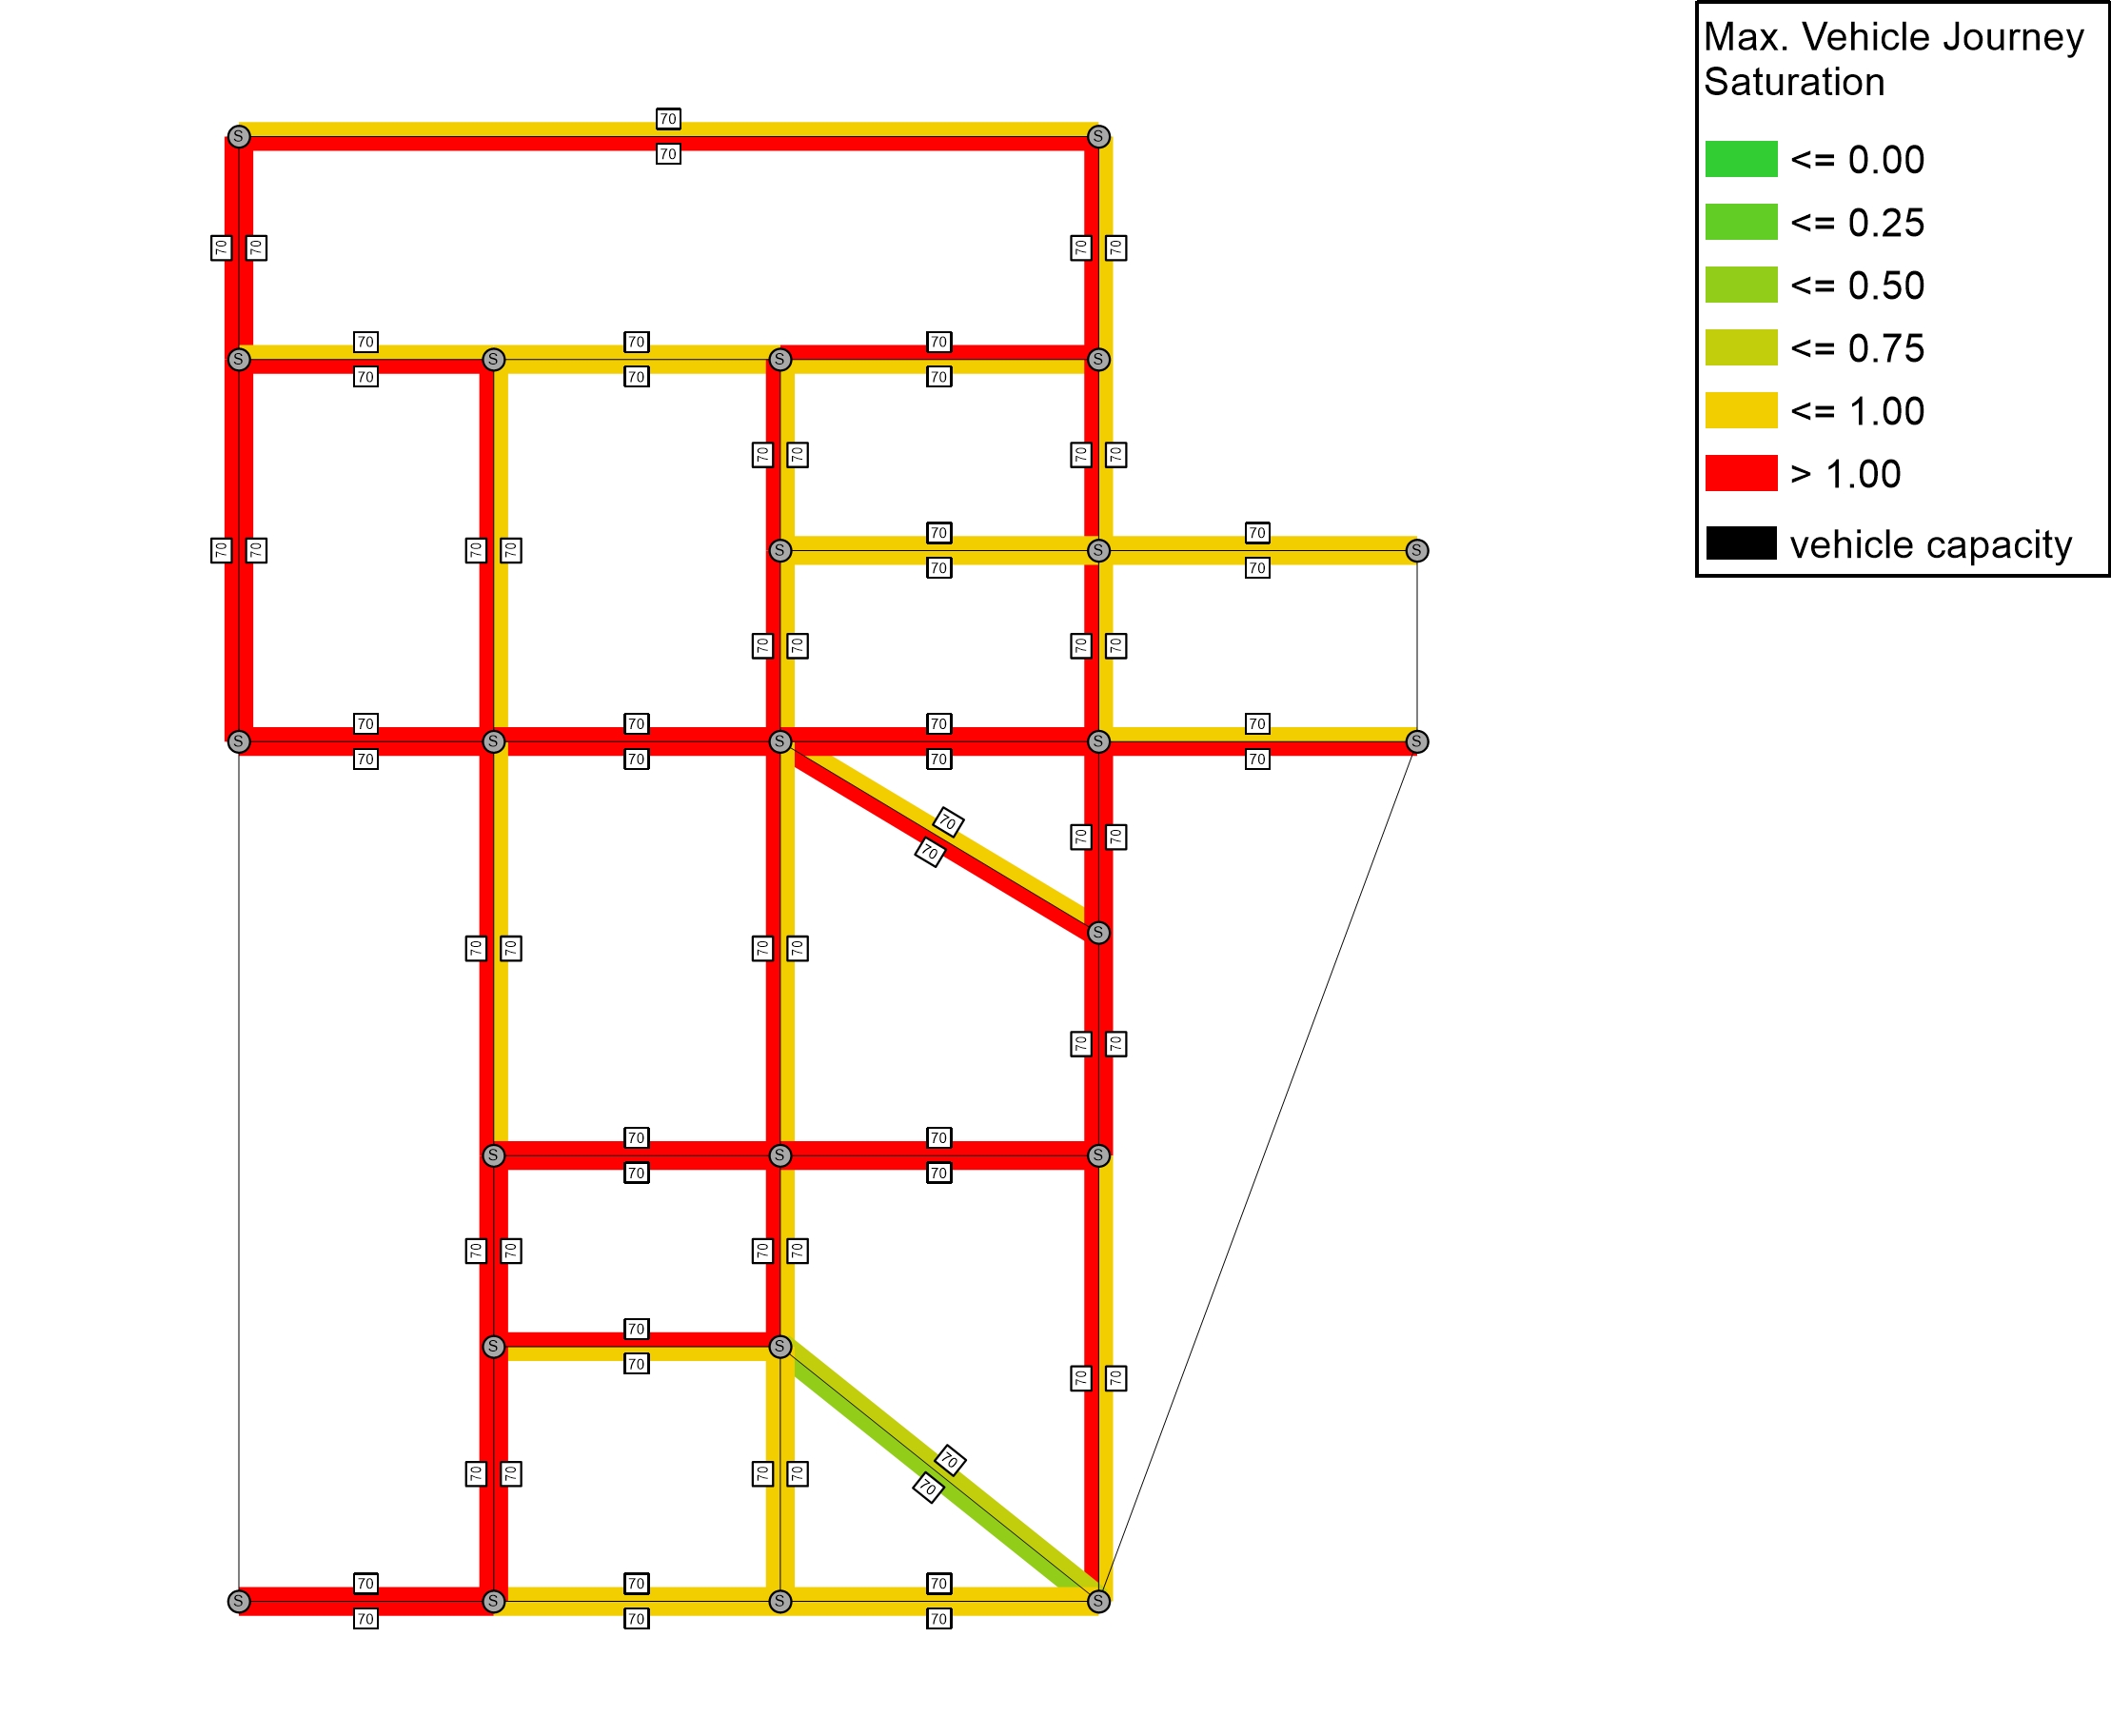 Max. Vehicle Journey
Saturation
<= 0.00
<= 0.25
<= 0.50
<= 0.75
<= 1.00
> 1.00
vehicle capacity
70
S S
70
70 70 70 70
70 70 70
S S S S
70 70 70
70 70 70 70
70 70
70 70 70 70 S S S
70 70
70 70 70 70
70 70 70 70
S S S S S
70 70 70 70
70
70 70
70
S
70 70 70 70
70 70
70 70
S S S
70 70
70 70 70 70
70
S S
70
70 70
70
70 70 70 70
70
70 70 70
S S S S
70 70 70